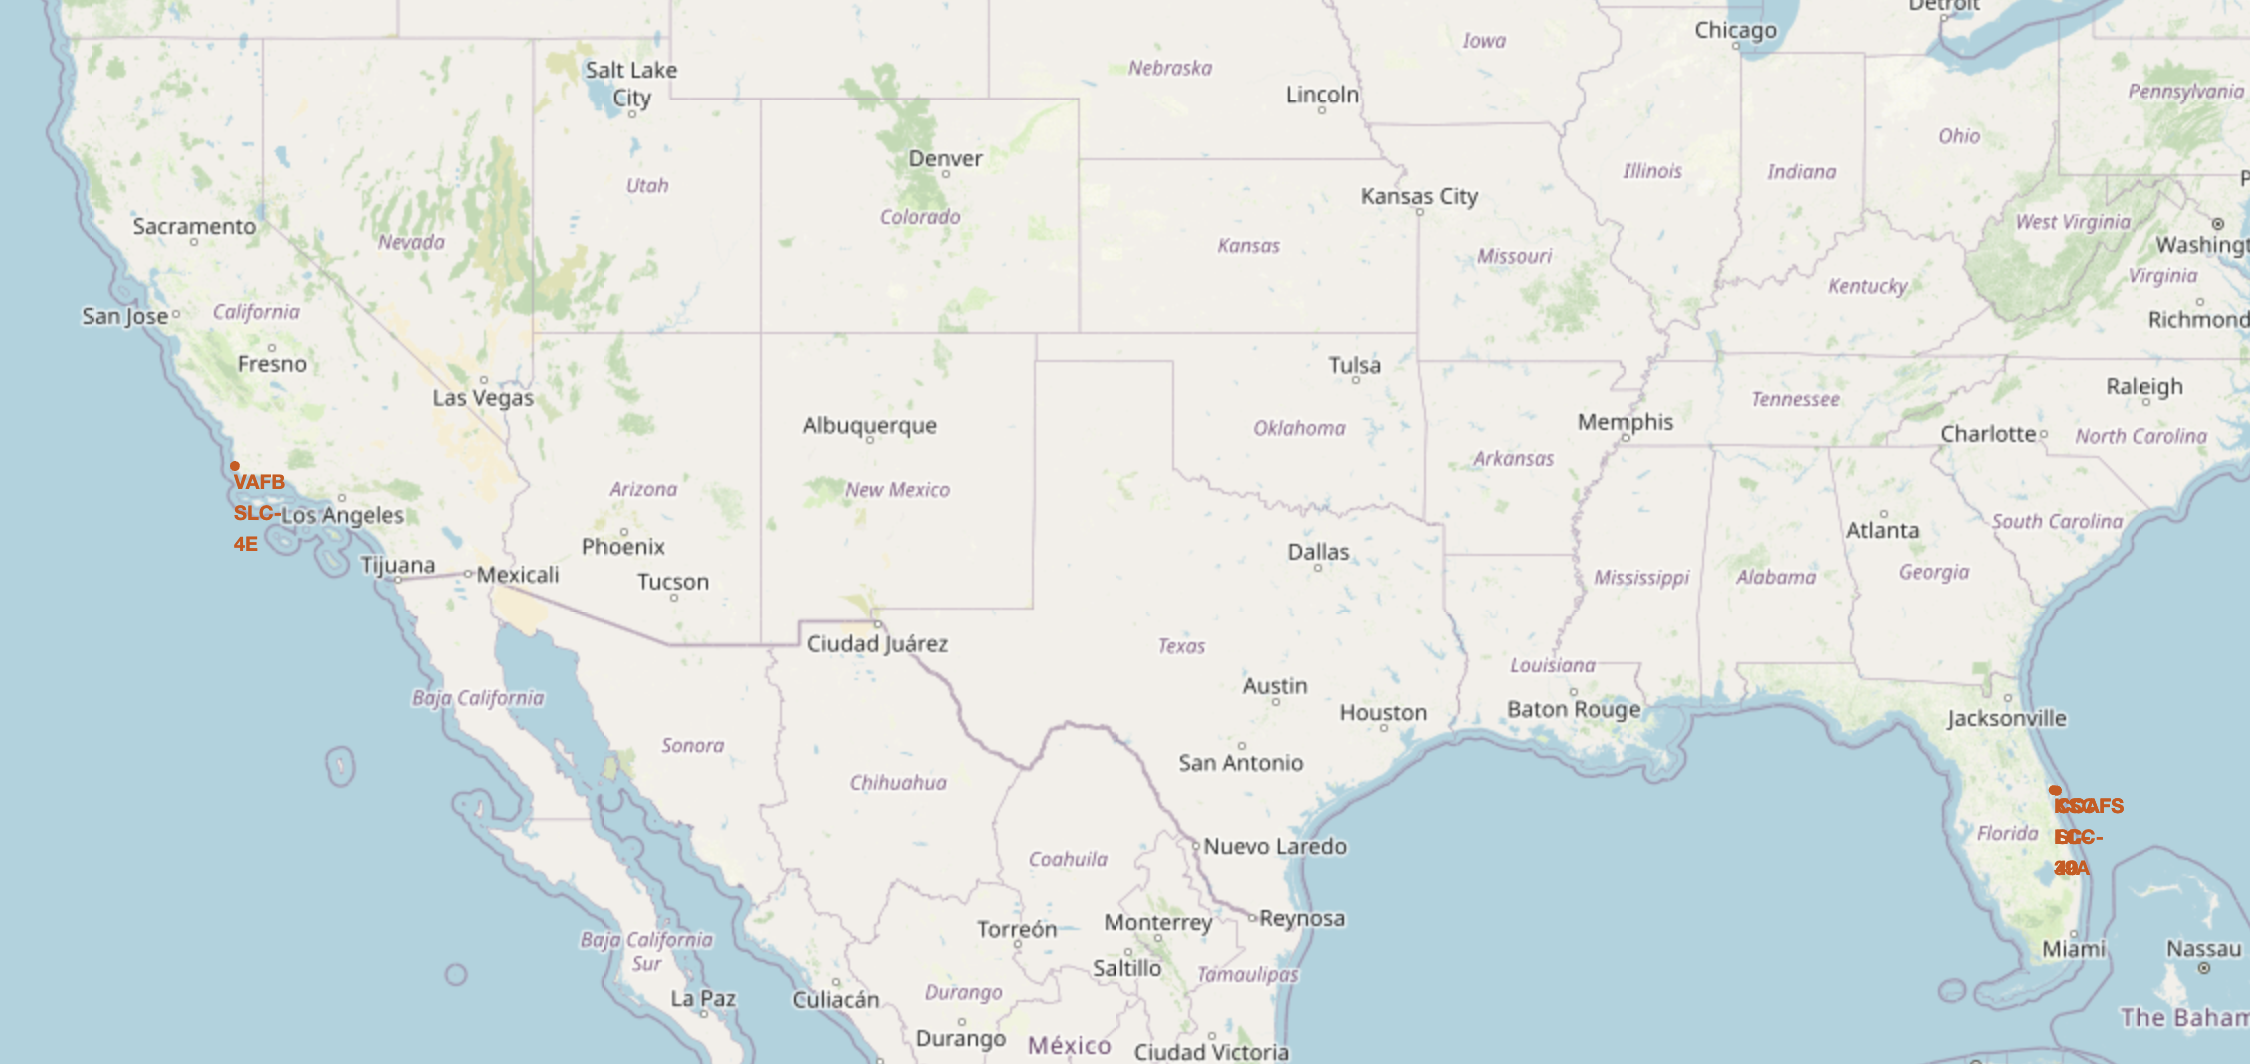 Detroit
Chicago
Iowa
Nebraska
Salt Lake
City
Lincoln
Pennsylvania
Ohio
Denver
Illinois
Indiana
Utah
Kansas City
Colorado
Sacramento
Nevada
Kansas
Missouri
West Virginia
Washingt
Virginia
Kentucky
San Jose
California
Richmond
Fresno
Tulsa
Las Vegas
Raleigh
Tennessee
Albuquerque
Oklahoma
Memphis
Charlotte
North Carolina
Arkansas
VAFB
SLC-
4E
Los Angeles
Arizona
New Mexico
South Carolina
Atlanta
Phoenix
Dallas
Tijuana
Mexicali
Tucson
Mississippi
Alabama
Georgia
Ciudad Juárez
Texas
Louisiana
Baja California
Austin
Houston
Baton Rouge
Jacksonville
Sonora
San Antonio
Chihuahua
Florida
Nuevo Laredo
Coahuila
Reynosa
Monterrey
Torreón
Baja California
Sur
Miami
Nassau
Saltillo
Tamaulipas
La Paz
Culiacán
Durango
The Baham
Durango
México
Ciudad Victoria